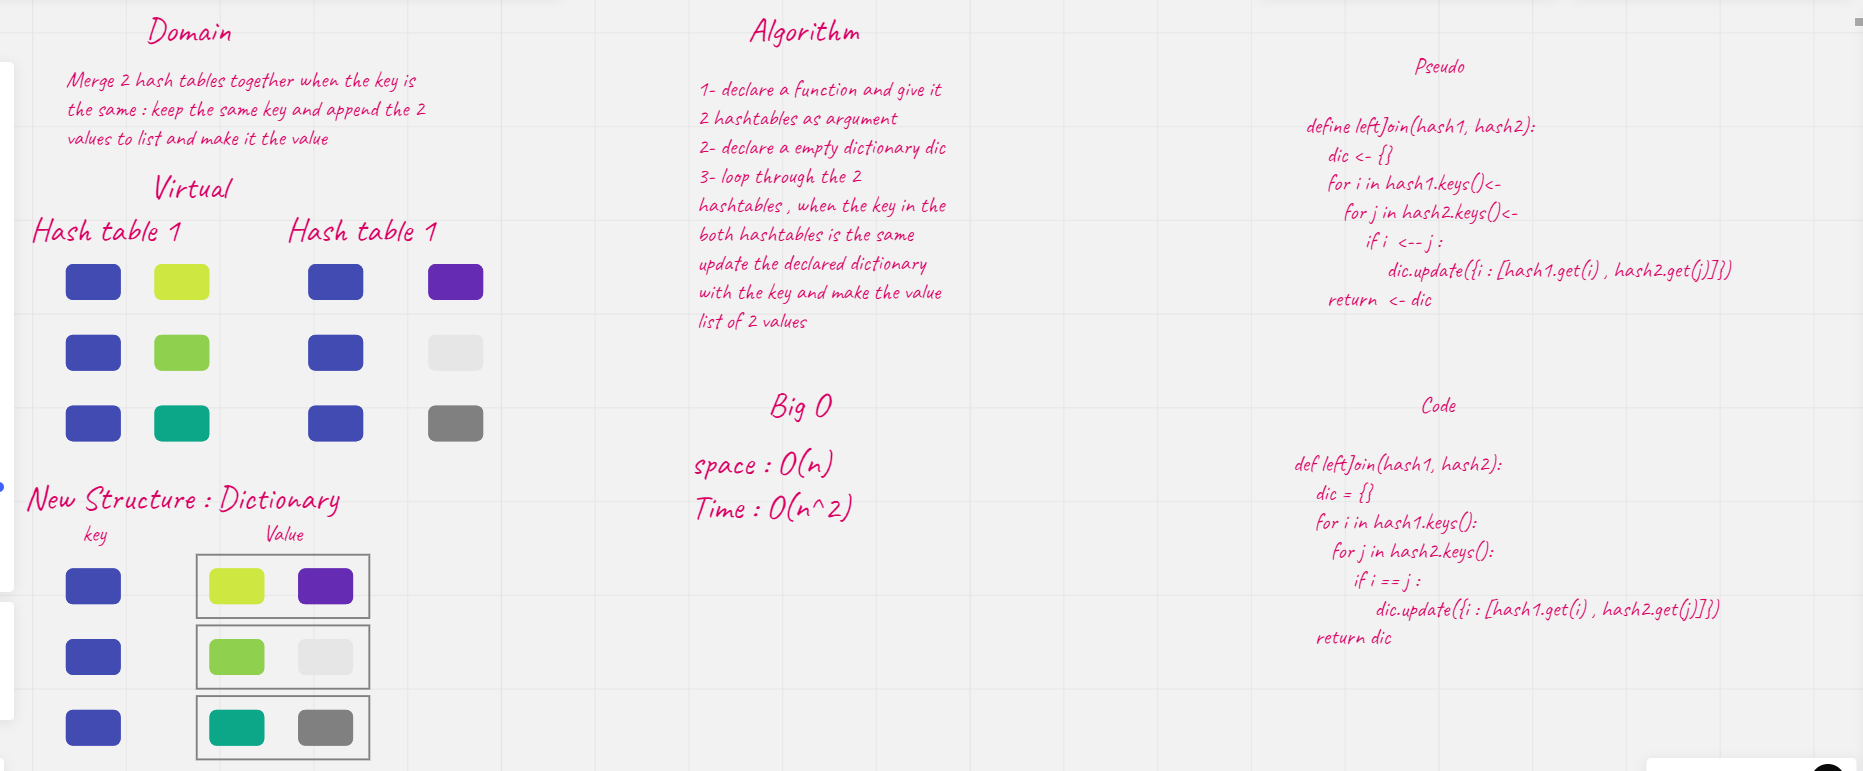 Domain
Merge 2 hash tables together when the key is
the same : keep the same key and append the 2
values to list and make it the value
Virtual
Hash table 1
Hash table 1
New Structure : Dictionary
key
Value
Algorithm
1- declare a function and give it
2 hashtables as argument
2- declare a empty dictionary dic
3- loop through the 2
hashtables , when the key in the
both hashtables is the same
update the declared dictionary
with the key and make the value
list of 2 values
Big O
space : O(n)
Time : O(n^2)
Pseudo
define leftJoin(hash1, hash2):
dic <- {}
for i in hash1.keys()<-
for j in hash2.keys()<-
if i <-- j :
dic.update({i : [hash1.get(i) , hash2.get(j)]})
return <- dic
Code
def leftJoin(hash1, hash2):
dic = {}
for i in hash1.keys():
for j in hash2.keys():
if i == j :
dic.update({i : [hash1.get(i) , hash2.get(j)]})
return dic